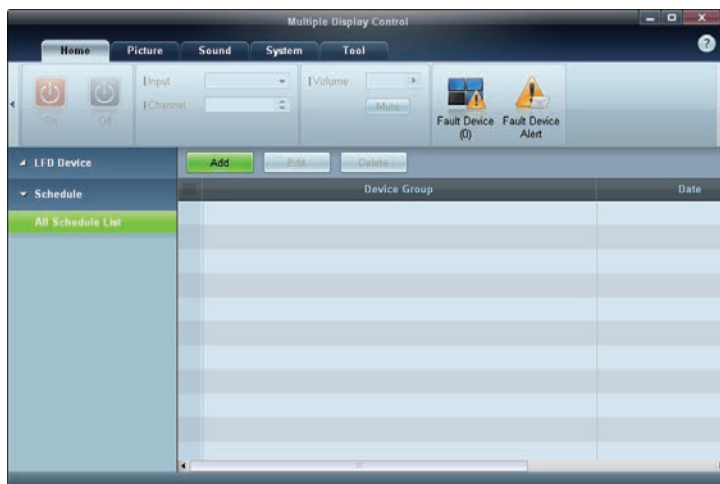 Multiple Display Control
Home Picture Sound System Tool
?
Input
Volume
On Off
Channel
Mute
Fault Device (0)
Fault Device Alert
LFD Device
Add Edit Delete
Schedule
Device Group Date
All Schedule List